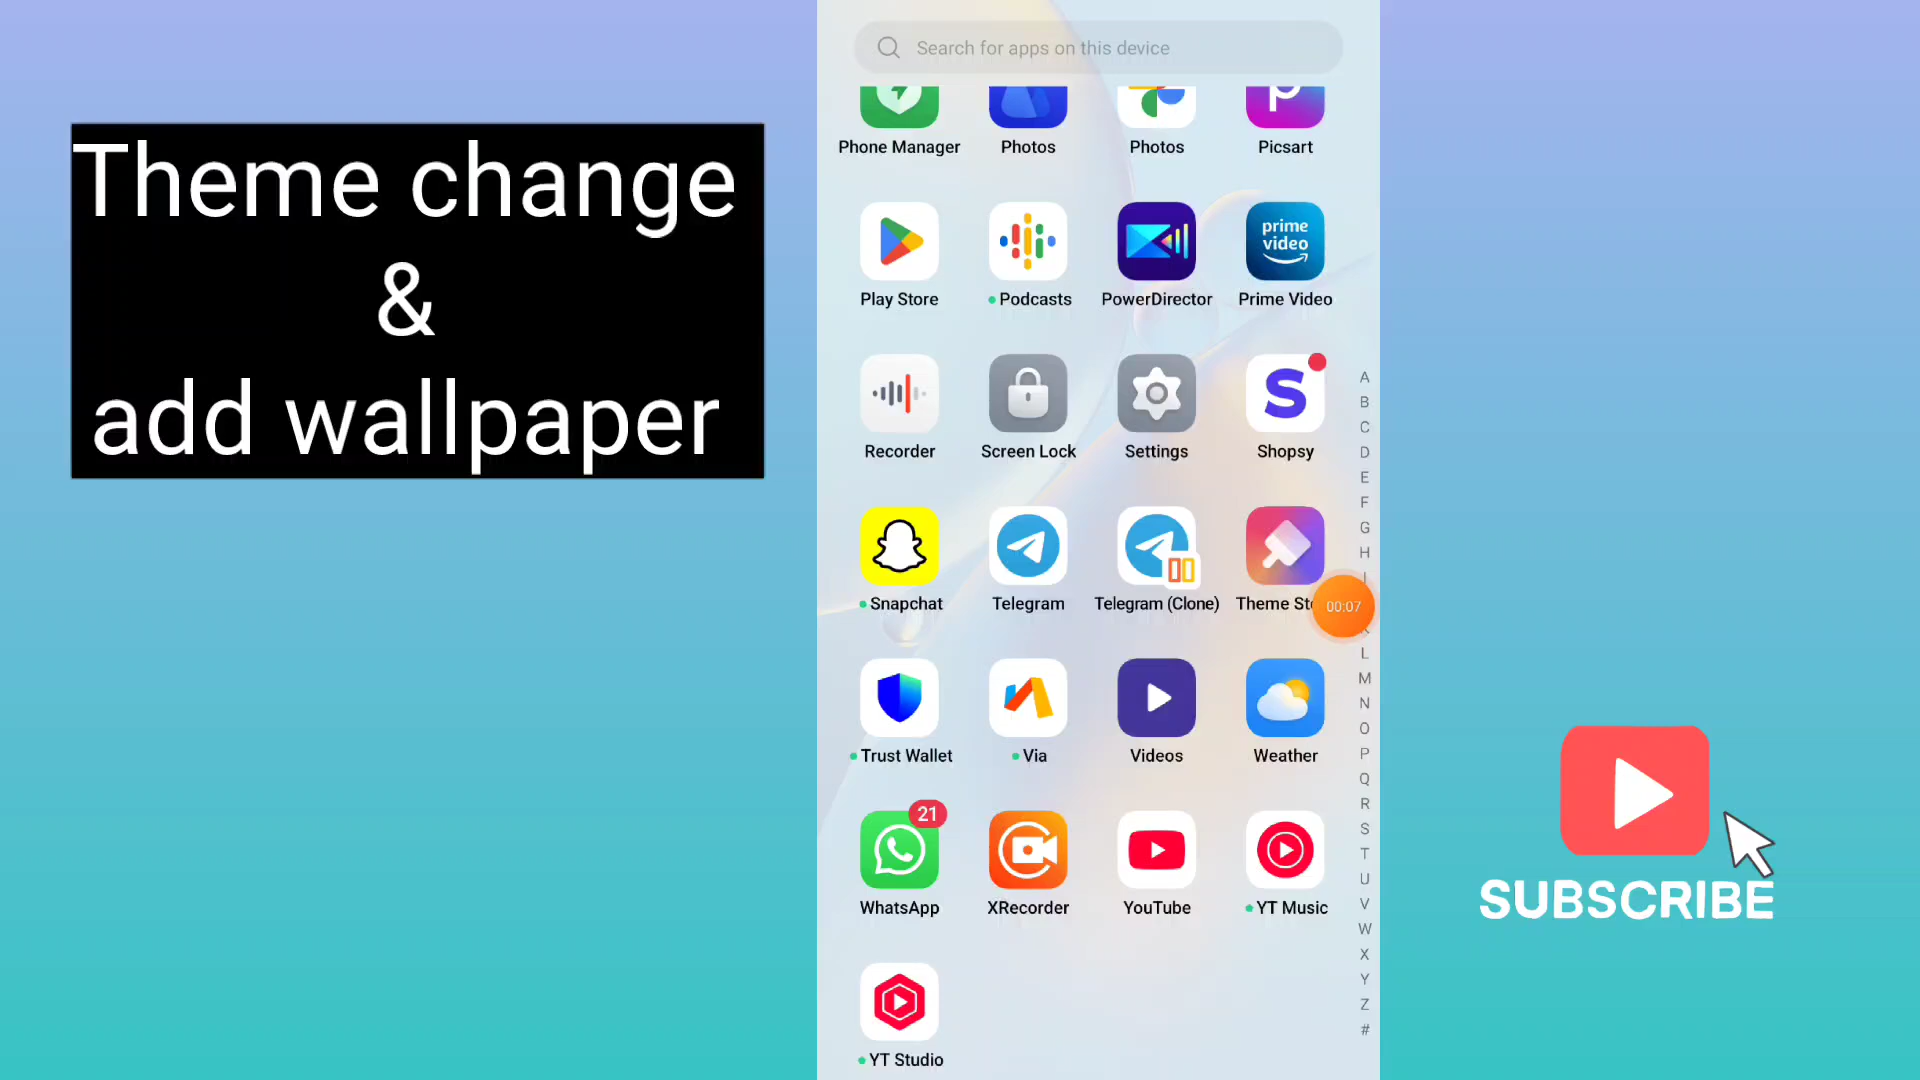 Theme change
&
add wallpaper
Search for apps on this device
Phone Manager
Photos
Photos
Picsart
prime
video
Play Store
Podcasts
PowerDirector
Prime Video
Recorder
Screen Lock
Settings
Shopsy
Snapchat
Telegram
Telegram (Clone)
Theme
00:07
Trust Wallet
Via
Videos
Weather
21
WhatsApp
XRecorder
YouTube
YT Music
YT Studio
A
B
C
D
E
F
G
H
L
M
N
O
P
Q
R
S
T
U
V
W
X
Y
Z
#
SUBSCRIBE